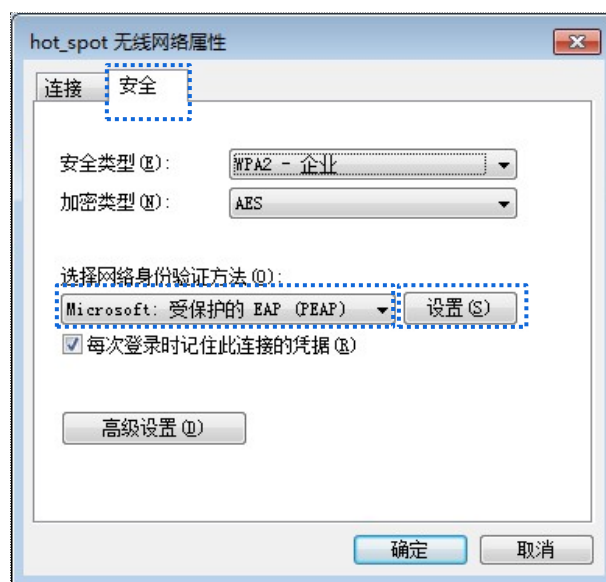 hot_spot 无线网络属性
连接 安全
安全类型(E): WPA2 - 企业
加密类型(N): AES
选择网络身份验证方法(O):
Microsoft: 受保护的 EAP (PEAP) 设置(S)
每次登录时记住此连接的凭据(R)
高级设置(D)
确定 取消